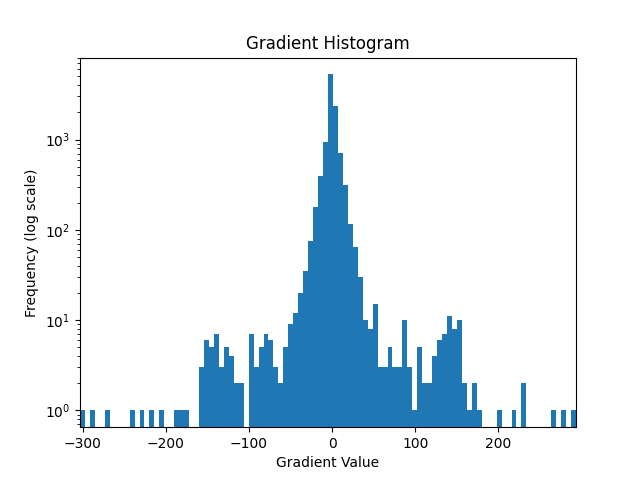 Gradient Histogram
Frequency (log scale)
10³
10²
10¹
10⁰
−300 −200 −100 0 100 200
Gradient Value